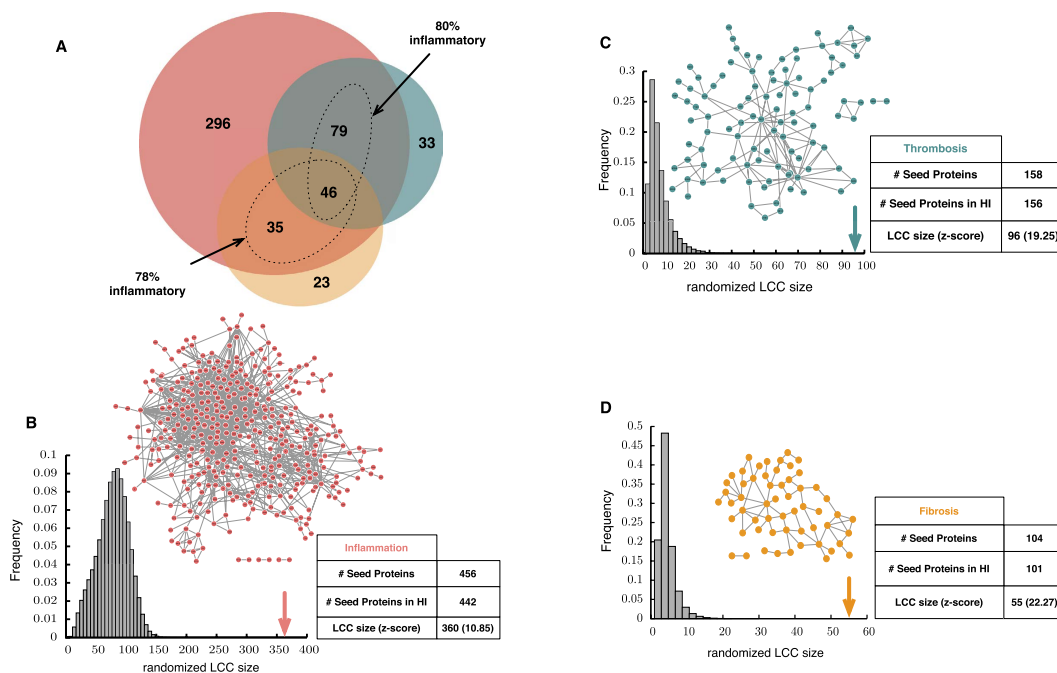 A
80%
inflammatory
296
79
33
46
35
23
78%
inflammatory
B
Frequency
0.1
0.09
0.08
0.07
0.06
0.05
0.04
0.03
0.02
0.01
0
0 50 100 150 200 250 300 350 400
randomized LCC size
Inflammation
# Seed Proteins 456
# Seed Proteins in HI 442
LCC size (z-score) 360 (10.85)
C
Frequency
0.3
0.25
0.2
0.15
0.1
0.05
0
0 10 20 30 40 50 60 70 80 90 100
randomized LCC size
Thrombosis
# Seed Proteins 158
# Seed Proteins in HI 156
LCC size (z-score) 96 (19.25)
D
Frequency
0.5
0.45
0.4
0.35
0.3
0.25
0.2
0.15
0.1
0.05
0
0 10 20 30 40 50 60
randomized LCC size
Fibrosis
# Seed Proteins 104
# Seed Proteins in HI 101
LCC size (z-score) 55 (22.27)